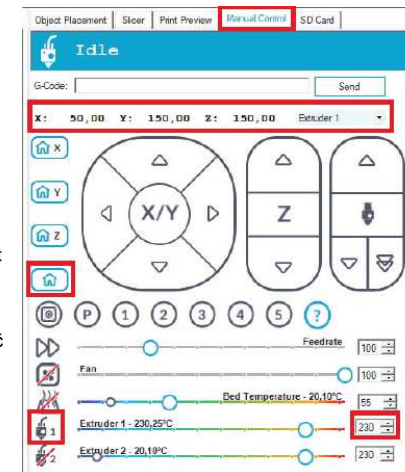 Object Placement Slicer Print Preview Manual Control SD Card
Idle
G-Code: Send
X: 50,00 Y: 150,00 Z: 150,00 Extruder 1
X
Y
Z
X/Y
Z
P 1 2 3 4 5 ?
Feedrate 100
Fan 100
Bed Temperature - 20,10°C 55
1 Extruder 1 - 230,25°C 230
2 Extruder 2 - 20,10°C 230